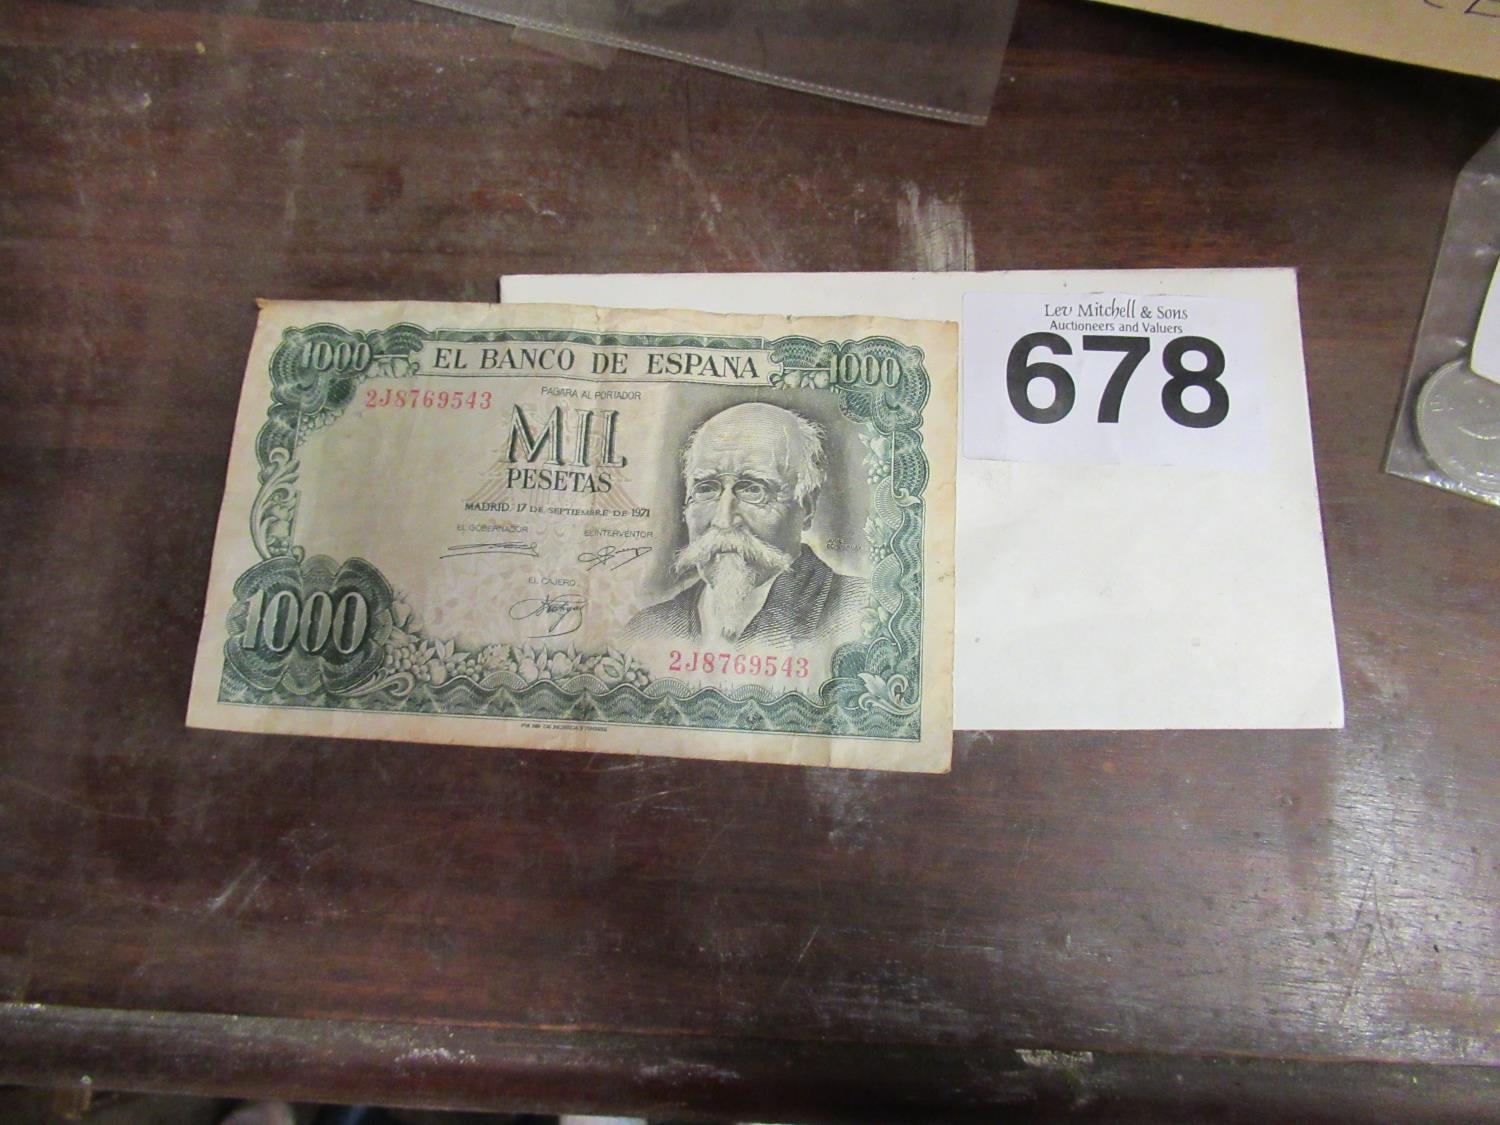 Lev Mitchell & Sons
Auctioneers and Valuers
678
1000 EL BANCO DE ESPAÑA 1000
2J8769543
PAGARA AL PORTADOR
MIL
PESETAS
MADRID, 17 DE SEPTIEMBRE DE 1971
EL GOBERNADOR
EL INTERVENTOR
EL CAJERO
1000
2J8769543